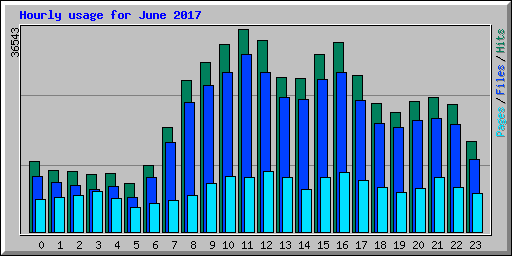 Hourly usage for June 2017
36543
Pages / Files / Hits
0 1 2 3 4 5 6 7 8 9 10 11 12 13 14 15 16 17 18 19 20 21 22 23